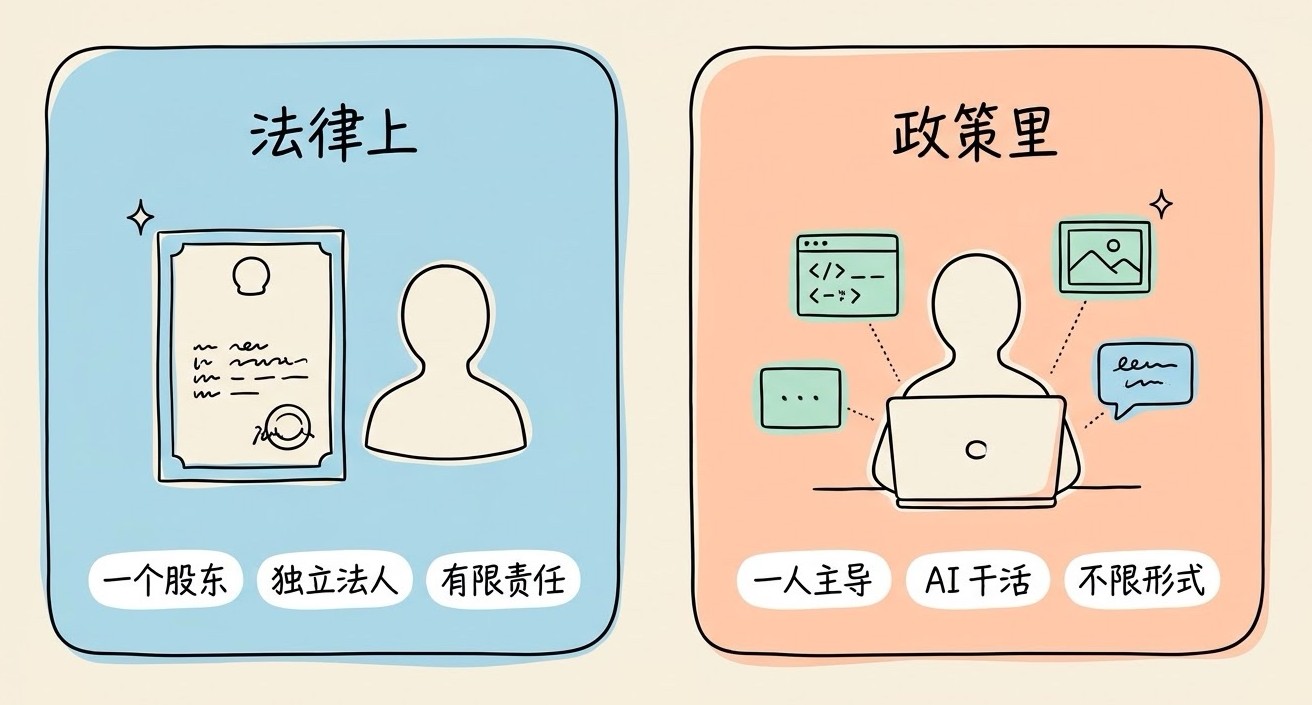 法律上
一个股东
独立法人
有限责任
政策里
</>
一人主导
AI 干活
不限形式